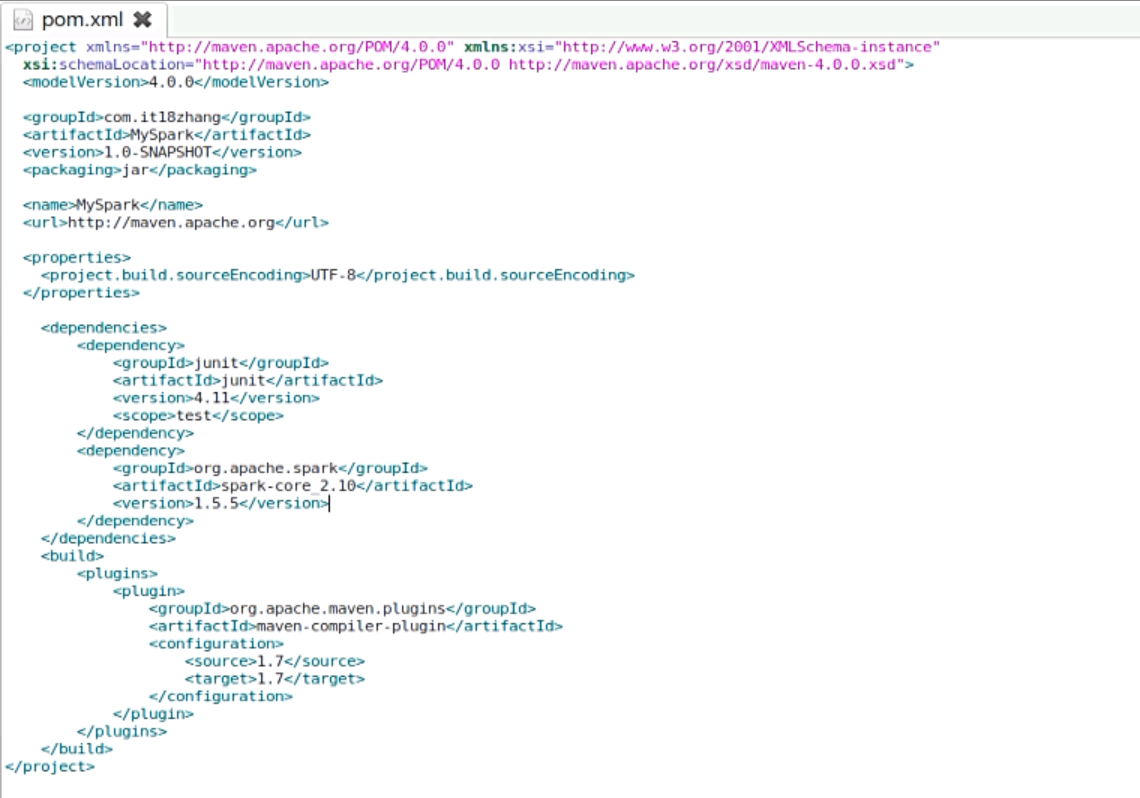 pom.xml
<project xmlns="http://maven.apache.org/POM/4.0.0" xmlns:xsi="http://www.w3.org/2001/XMLSchema-instance"
  xsi:schemaLocation="http://maven.apache.org/POM/4.0.0 http://maven.apache.org/xsd/maven-4.0.0.xsd">
  <modelVersion>4.0.0</modelVersion>
  <groupId>com.it18zhang</groupId>
  <artifactId>MySpark</artifactId>
  <version>1.0-SNAPSHOT</version>
  <packaging>jar</packaging>
  <name>MySpark</name>
  <url>http://maven.apache.org</url>
  <properties>
    <project.build.sourceEncoding>UTF-8</project.build.sourceEncoding>
  </properties>
    <dependencies>
        <dependency>
            <groupId>junit</groupId>
            <artifactId>junit</artifactId>
            <version>4.11</version>
            <scope>test</scope>
        </dependency>
        <dependency>
            <groupId>org.apache.spark</groupId>
            <artifactId>spark-core_2.10</artifactId>
            <version>1.5.5</version>
        </dependency>
    </dependencies>
    <build>
        <plugins>
            <plugin>
                <groupId>org.apache.maven.plugins</groupId>
                <artifactId>maven-compiler-plugin</artifactId>
                <configuration>
                    <source>1.7</source>
                    <target>1.7</target>
                </configuration>
            </plugin>
        </plugins>
    </build>
</project>